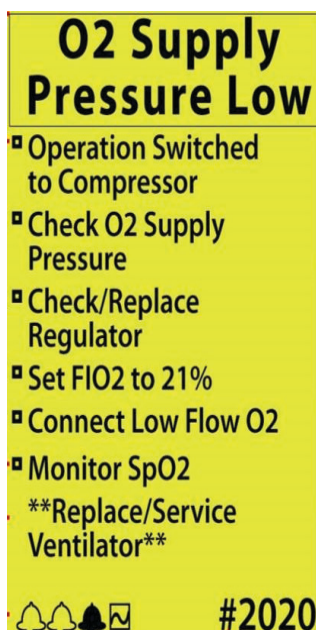 O2 Supply
Pressure Low
Operation Switched
to Compressor
Check O2 Supply
Pressure
Check/Replace
Regulator
Set FIO2 to 21%
Connect Low Flow O2
Monitor SpO2
**Replace/Service
Ventilator**
#2020